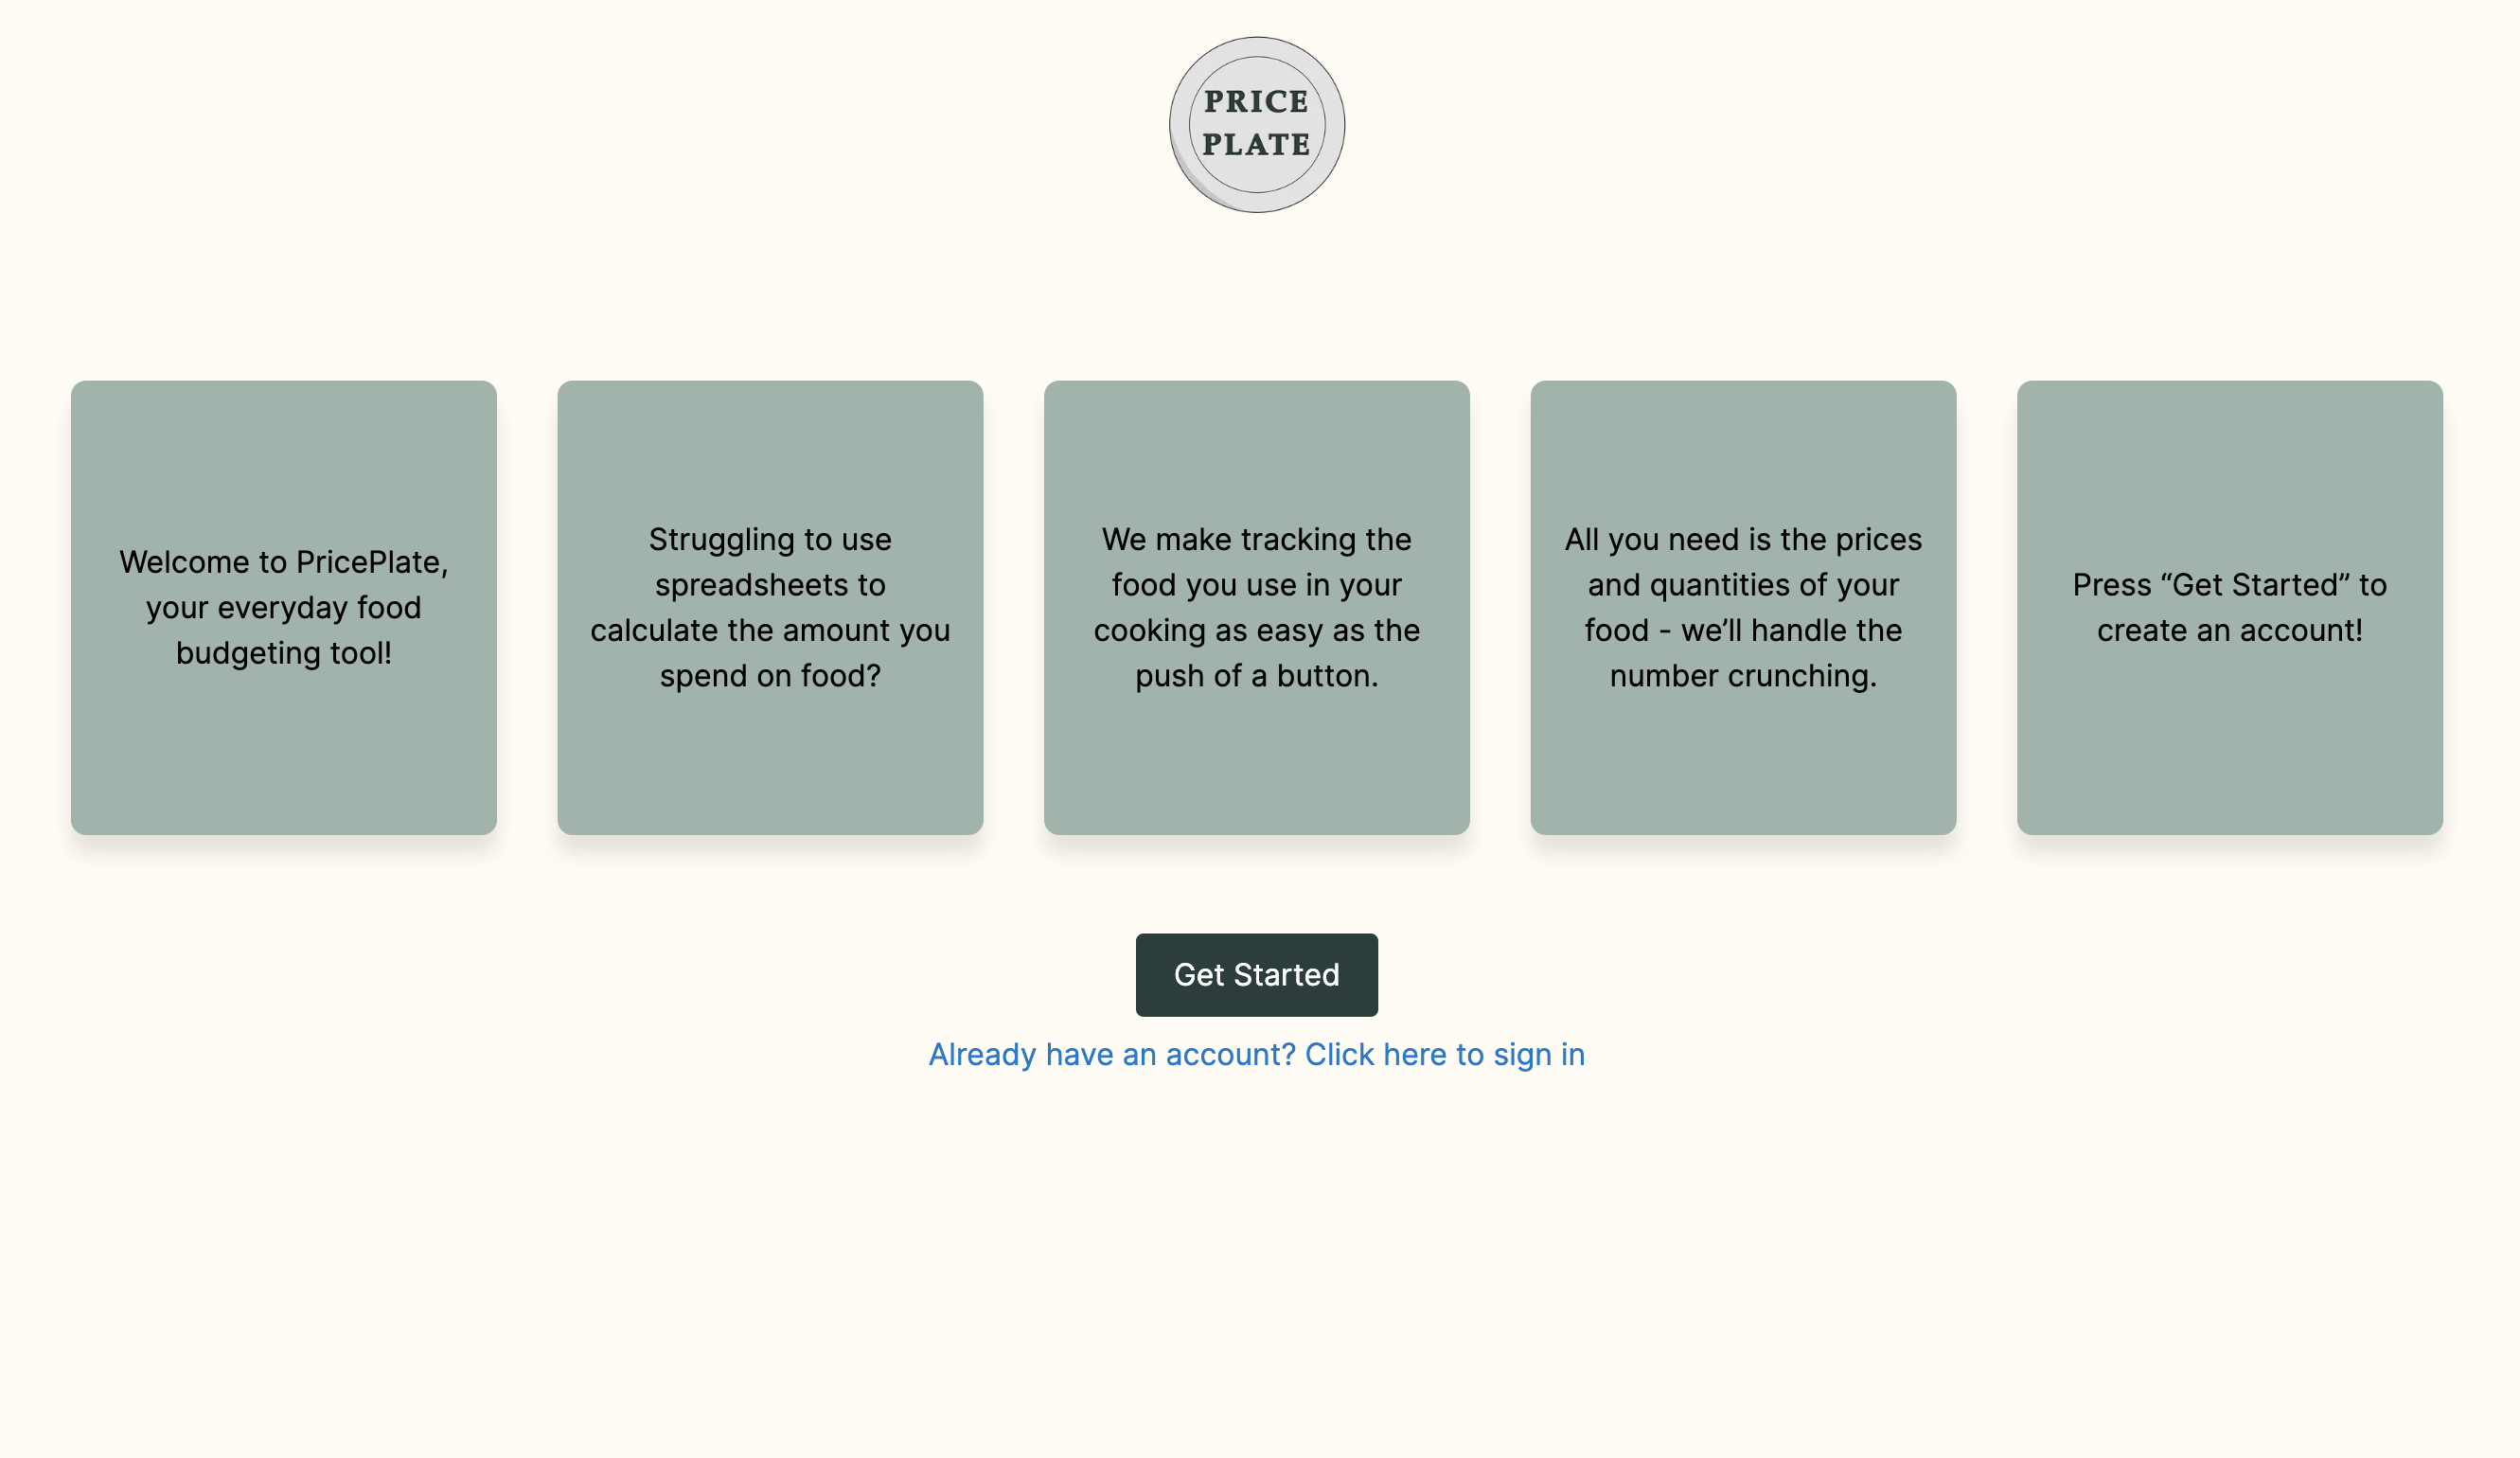 PRICE
PLATE
Welcome to PricePlate,
your everyday food
budgeting tool!
Struggling to use
spreadsheets to
calculate the amount you
spend on food?
We make tracking the
food you use in your
cooking as easy as the
push of a button.
All you need is the prices
and quantities of your
food - we’ll handle the
number crunching.
Press “Get Started” to
create an account!
Get Started
Already have an account? Click here to sign in